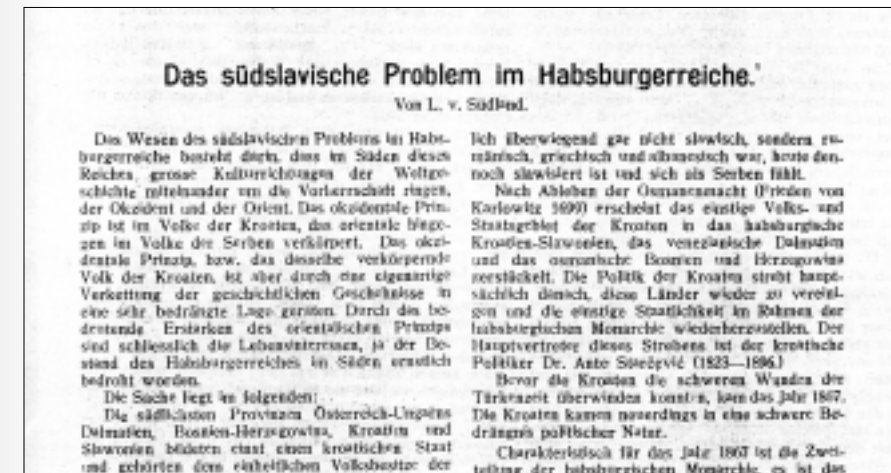 Das südslavische Problem im Habsburgerreiche.
Von L. v. Südland.
Das Wesen des südslavischen Problems im Habs-
burgerreiche besteht darin, dass im Süden dieses
Reiches grosse Kulturrichtungen der Weltge-
schichte miteinander um die Vorherrschaft ringen,
der Okzident und der Orient. Das okzidentale Prin-
zip ist im Volke der Kroaten, das orientale hinge-
gen im Volke der Serben verkörpert. Das okzi-
dentale Prinzip, bzw. das dasselbe verkörpernde
Volk der Kroaten, ist aber durch eine eigenartige
Verkettung der geschichtlichen Geschehnisse in
eine sehr bedrängte Lage geraten. Durch das be-
deutende Erstarken des orientalischen Prinzips
sind schliesslich die Lebensinteressen, ja der Be-
stand des Habsburgerreiches im Süden ernstlich
bedroht worden.
Die Sache liegt im folgenden:
Die südlichsten Provinzen Österreich-Ungarns
Dalmatien, Bosnien-Herzegowina, Kroatien und
Slawonien bildeten einst einen kroatischen Staat
und gehörten dem einheitlichen Volksbesitze der
lich überwiegend gar nicht slawisch, sondern ru-
mänisch, griechisch und albanesisch war, heute den-
noch slawisiert ist und sich als Serben fühlt.
Nach Ableben der Osmanenmacht (Frieden von
Karlowitz 1699) erscheint das einstige Volks- und
Staatsgebiet der Kroaten in das habsburgische
Kroatien-Slawonien, das venezianische Dalmatien
und das osmanische Bosnien und Herzegowina
zerstückelt. Die Politik der Kroaten strebt haupt-
sächlich danach, diese Länder wieder zu vereini-
gen und die einstige Staatlichkeit im Rahmen der
habsburgischen Monarchie wiederherzustellen. Der
Hauptvertreter dieses Strebens ist der kroatische
Politiker Dr. Ante Starčević (1823—1896.)
Bevor die Kroaten die schweren Wunden der
Türkenzeit überwinden konnten, kam das Jahr 1867.
Die Kroaten kamen neuerdings in eine schwere Be-
drängnis politischer Natur.
Charakteristisch für das Jahr 1867 ist die Zwei-
teilung der habsburgischen Monarchie, es ist das